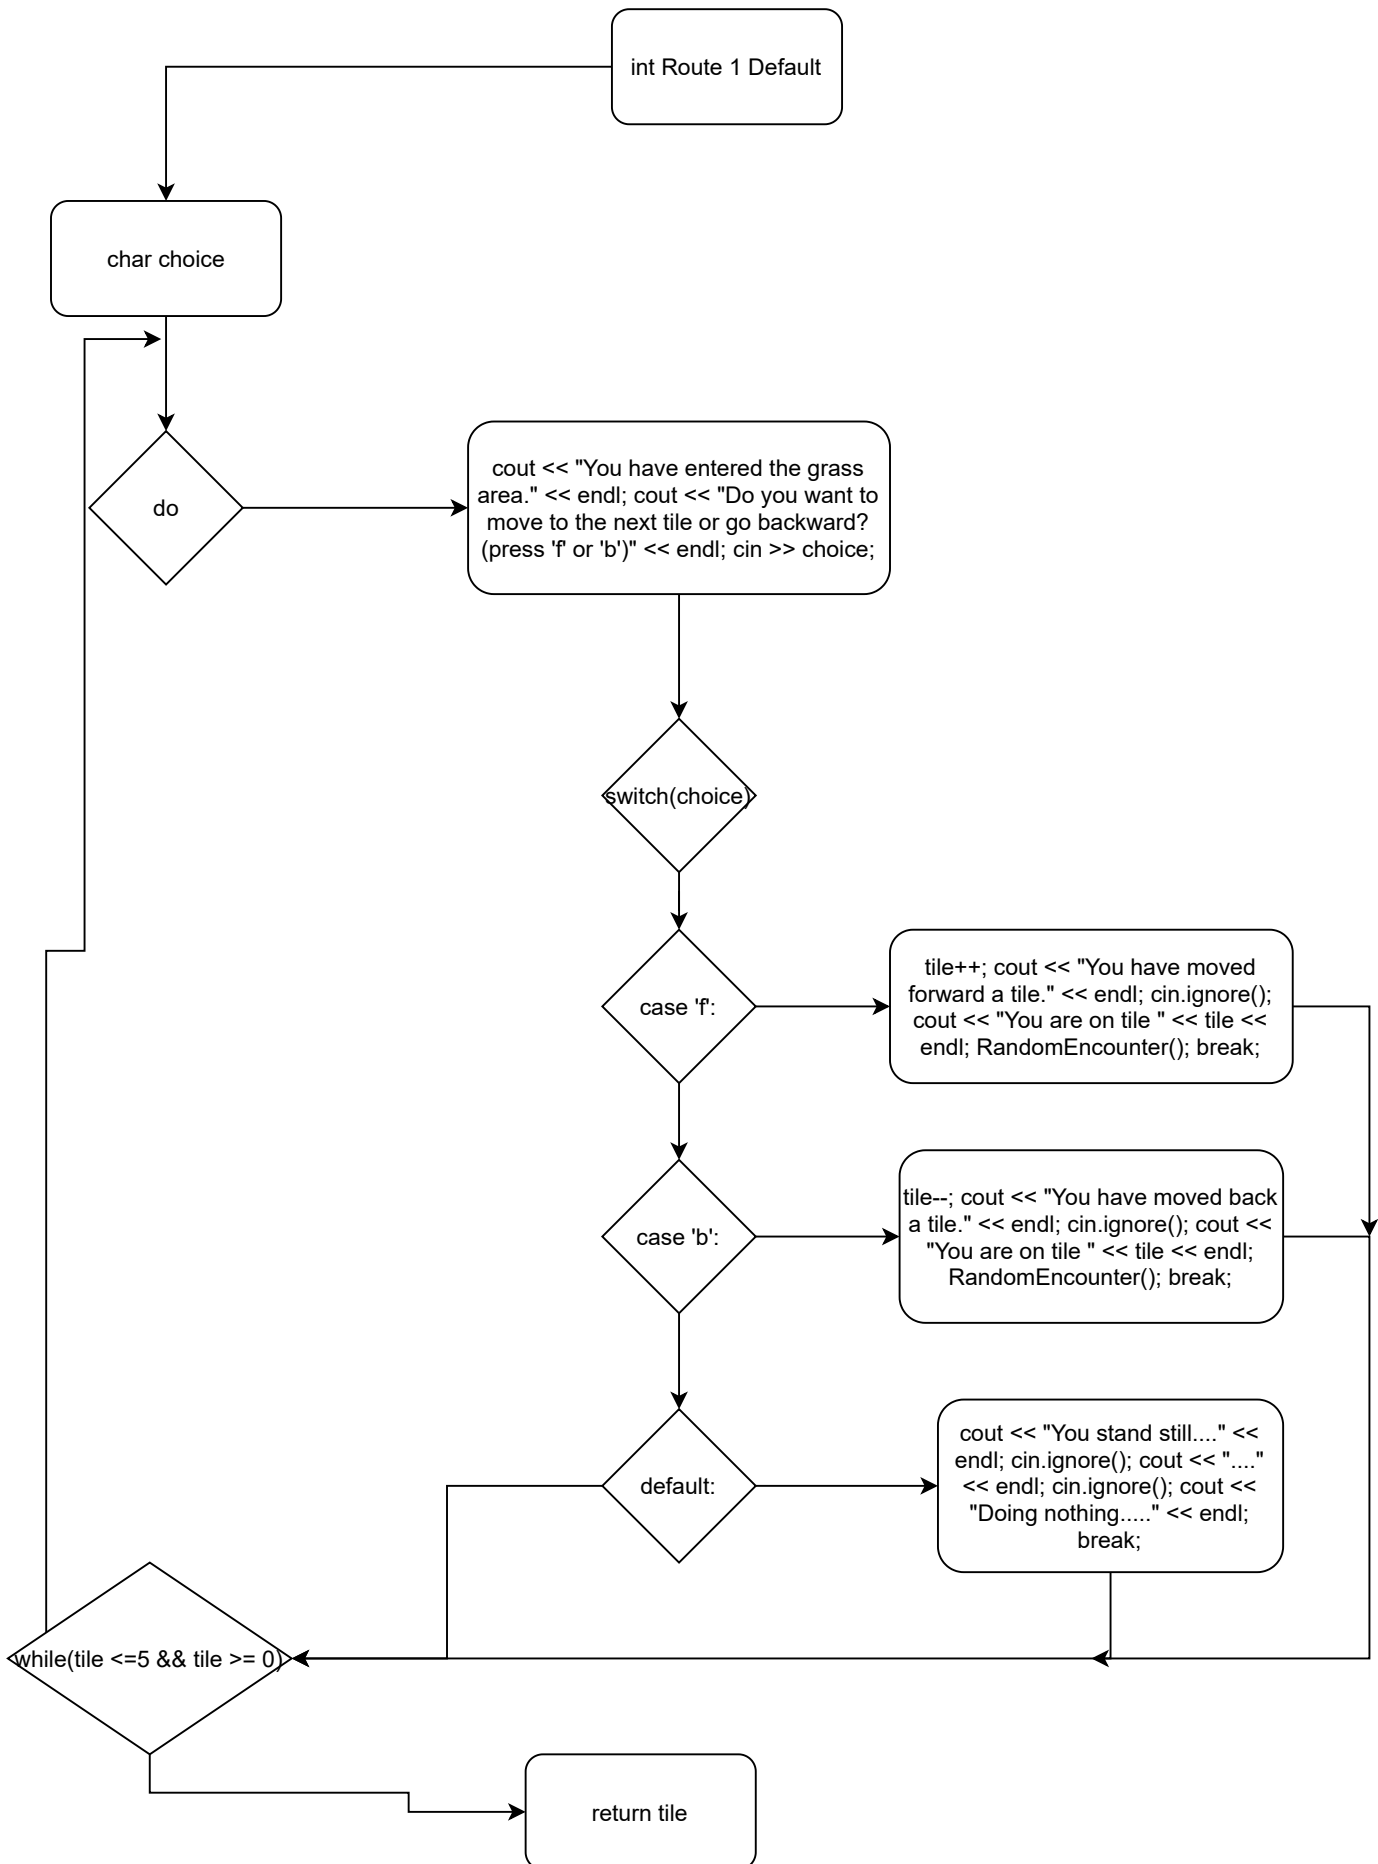 int Route 1 Default
char choice
do
cout << "You have entered the grass
area." << endl; cout << "Do you want to
move to the next tile or go backward?
(press 'f' or 'b')" << endl; cin >> choice;
switch(choice)
case 'f':
tile++; cout << "You have moved
forward a tile." << endl; cin.ignore();
cout << "You are on tile " << tile <<
endl; RandomEncounter(); break;
case 'b':
tile--; cout << "You have moved back
a tile." << endl; cin.ignore(); cout <<
"You are on tile " << tile << endl;
RandomEncounter(); break;
default:
cout << "You stand still...." <<
endl; cin.ignore(); cout << "...."
<< endl; cin.ignore(); cout <<
"Doing nothing....." << endl;
break;
while(tile <=5 && tile >= 0)
return tile